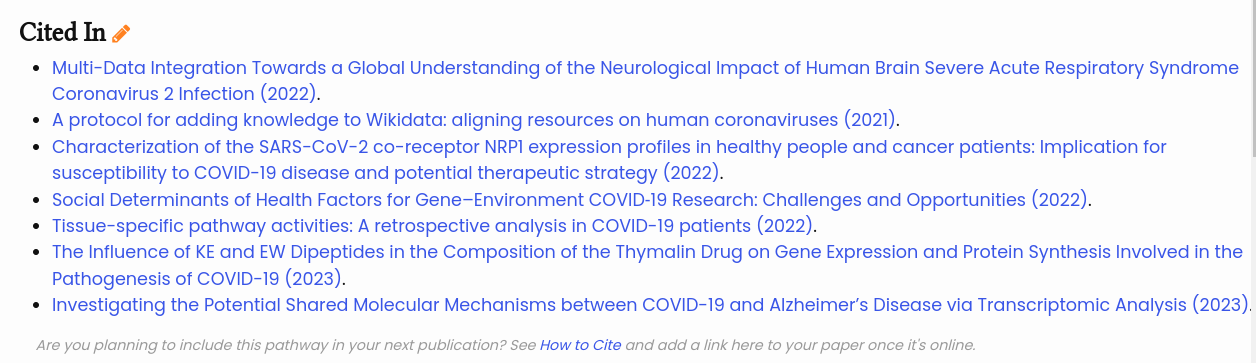 Cited In
Multi-Data Integration Towards a Global Understanding of the Neurological Impact of Human Brain Severe Acute Respiratory Syndrome
Coronavirus 2 Infection (2022).
A protocol for adding knowledge to Wikidata: aligning resources on human coronaviruses (2021).
Characterization of the SARS-CoV-2 co-receptor NRP1 expression profiles in healthy people and cancer patients: Implication for
susceptibility to COVID-19 disease and potential therapeutic strategy (2022).
Social Determinants of Health Factors for Gene–Environment COVID-19 Research: Challenges and Opportunities (2022).
Tissue-specific pathway activities: A retrospective analysis in COVID-19 patients (2022).
The Influence of KE and EW Dipeptides in the Composition of the Thymalin Drug on Gene Expression and Protein Synthesis Involved in the
Pathogenesis of COVID-19 (2023).
Investigating the Potential Shared Molecular Mechanisms between COVID-19 and Alzheimer’s Disease via Transcriptomic Analysis (2023).
Are you planning to include this pathway in your next publication? See How to Cite and add a link here to your paper once it's online.